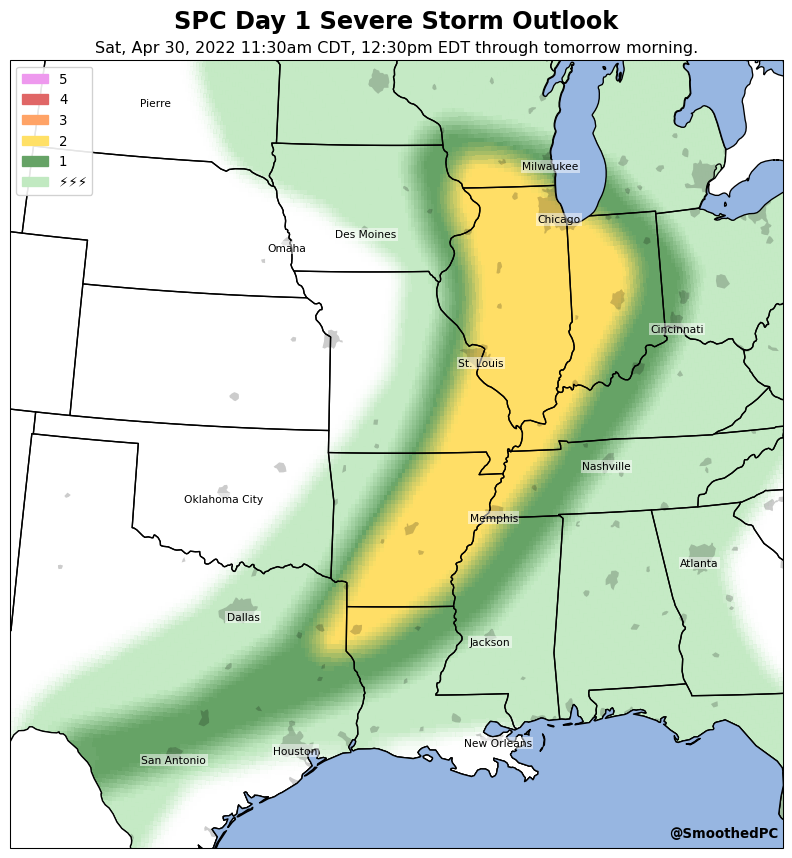 SPC Day 1 Severe Storm Outlook
Sat, Apr 30, 2022 11:30am CDT, 12:30pm EDT through tomorrow morning.
5
4
3
2
1
⚡⚡⚡
Pierre
Milwaukee
Chicago
Des Moines
Omaha
Cincinnati
St. Louis
Nashville
Oklahoma City
Memphis
Atlanta
Dallas
Jackson
New Orleans
Houston
San Antonio
@SmoothedPC